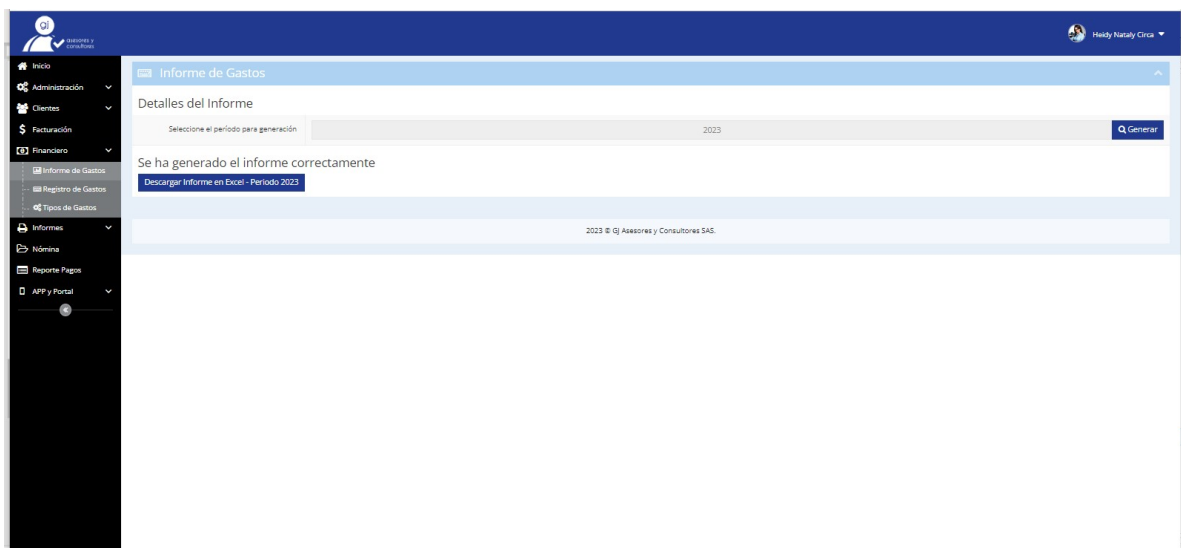 gj
asesores y
consultores
Heidy Nataly Circa
Inicio
Administración
Clientes
Facturación
Financiero
Informe de Gastos
Registro de Gastos
Tipos de Gastos
Informes
Nómina
Reporte Pagos
APP y Portal
Informe de Gastos
Detalles del Informe
Seleccione el período para generación
2023
Generar
Se ha generado el informe correctamente
Descargar Informe en Excel - Periodo 2023
2023 © GJ Asesores y Consultores SAS.